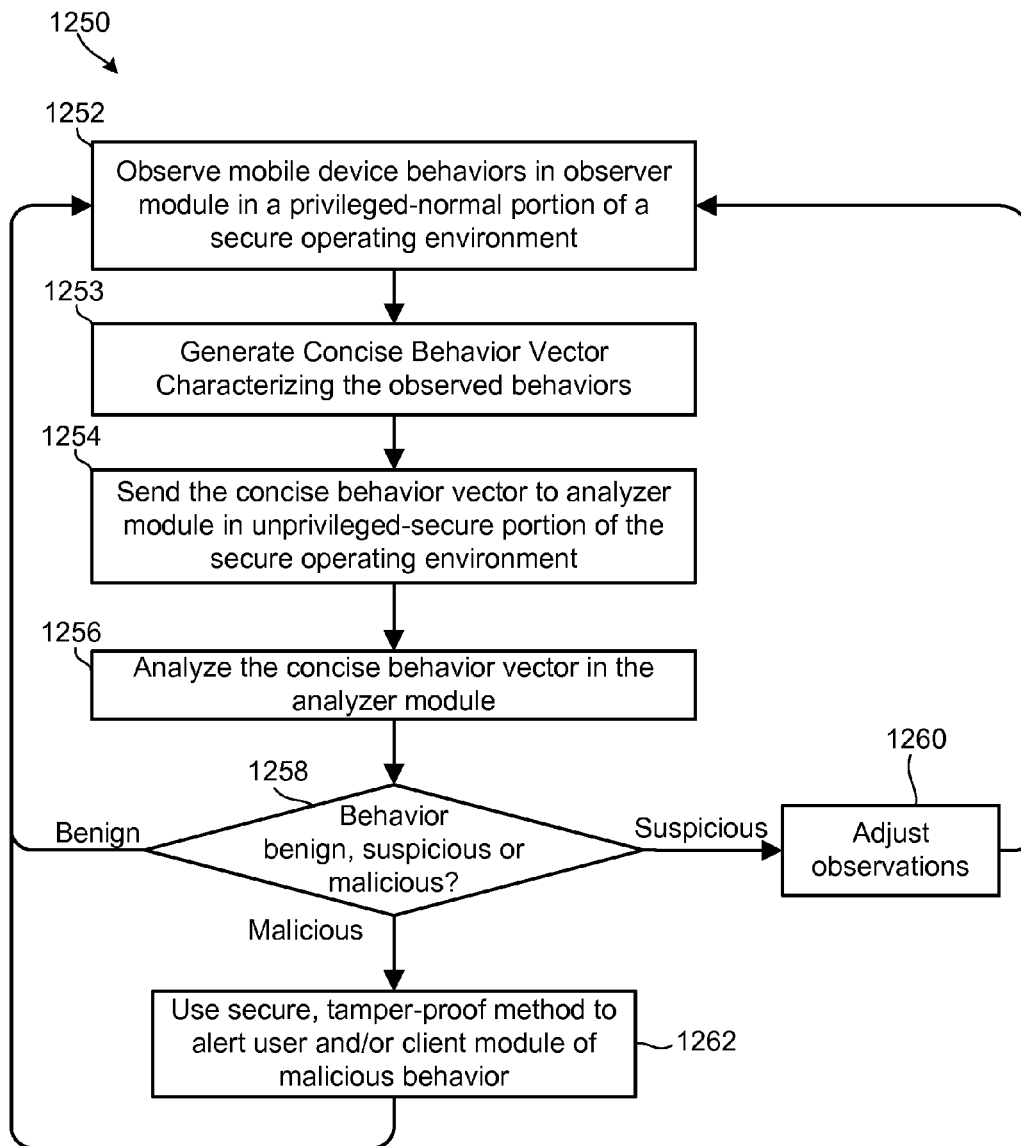 1250
1252
Observe mobile device behaviors in observer
module in a privileged-normal portion of a
secure operating environment
1253
Generate Concise Behavior Vector
Characterizing the observed behaviors
1254
Send the concise behavior vector to analyzer
module in unprivileged-secure portion of the
secure operating environment
1256
Analyze the concise behavior vector in the
analyzer module
1258
Behavior
benign, suspicious or
malicious?
Benign
Suspicious
1260
Adjust
observations
Malicious
Use secure, tamper-proof method to
alert user and/or client module of
malicious behavior
1262